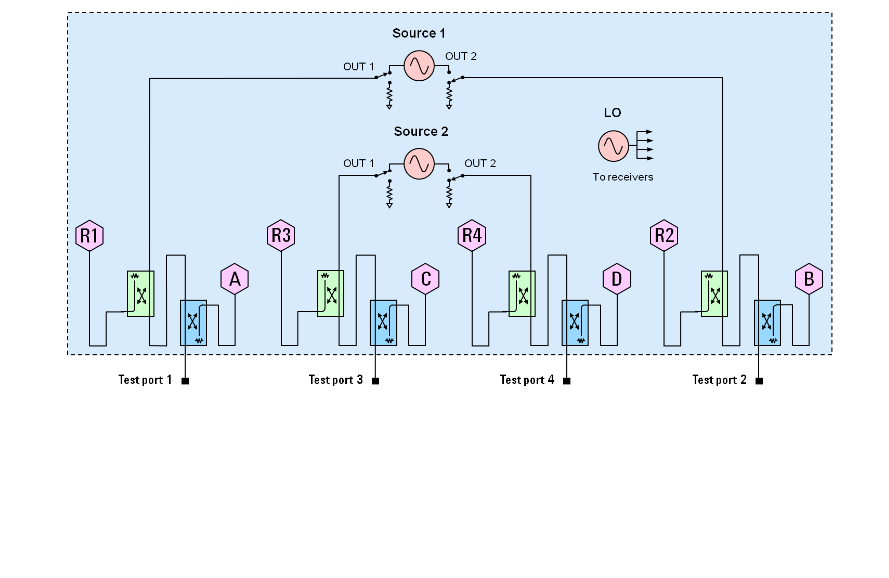 Source 1
OUT 1
OUT 2
LO
Source 2
OUT 1
OUT 2
To receivers
R1
R3
R4
R2
A
C
D
B
Test port 1
Test port 3
Test port 4
Test port 2